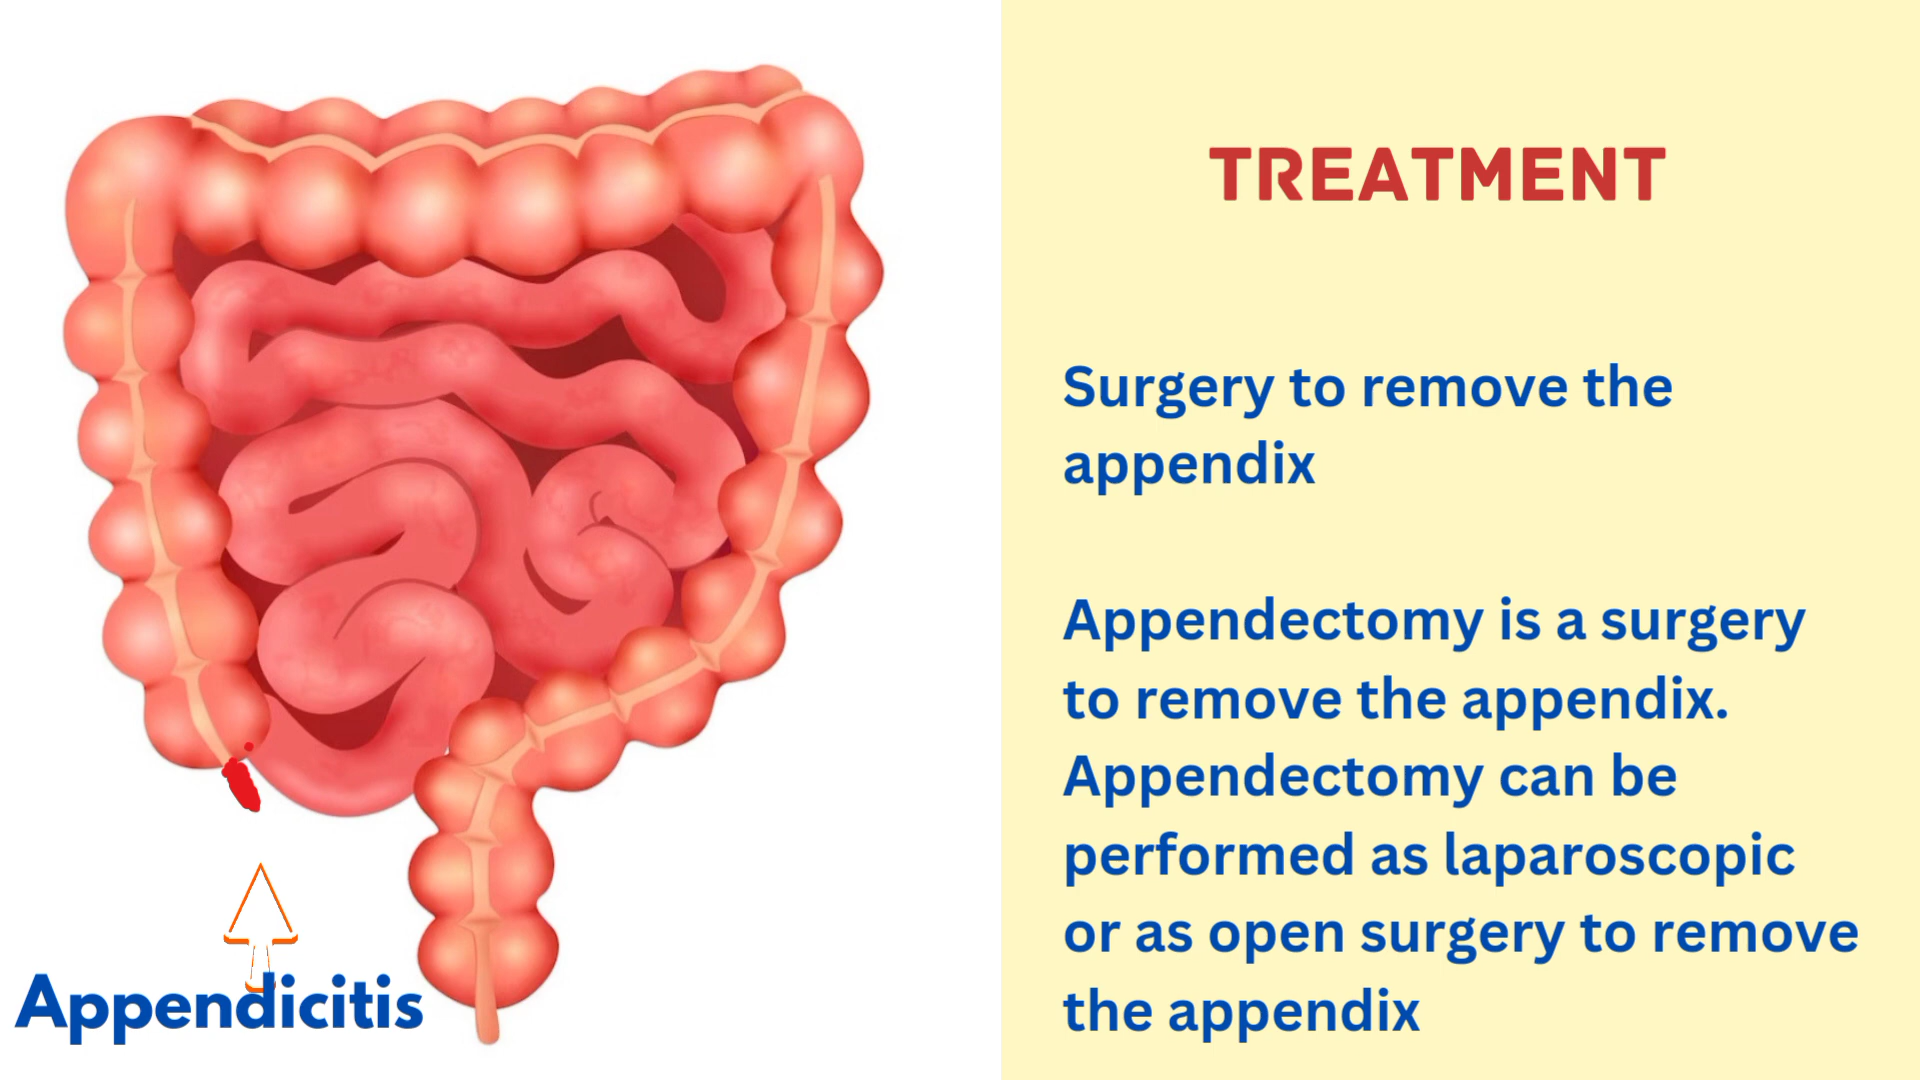 TREATMENT
Surgery to remove the
appendix
Appendectomy is a surgery
to remove the appendix.
Appendectomy can be
performed as laparoscopic
or as open surgery to remove
the appendix
Appendicitis